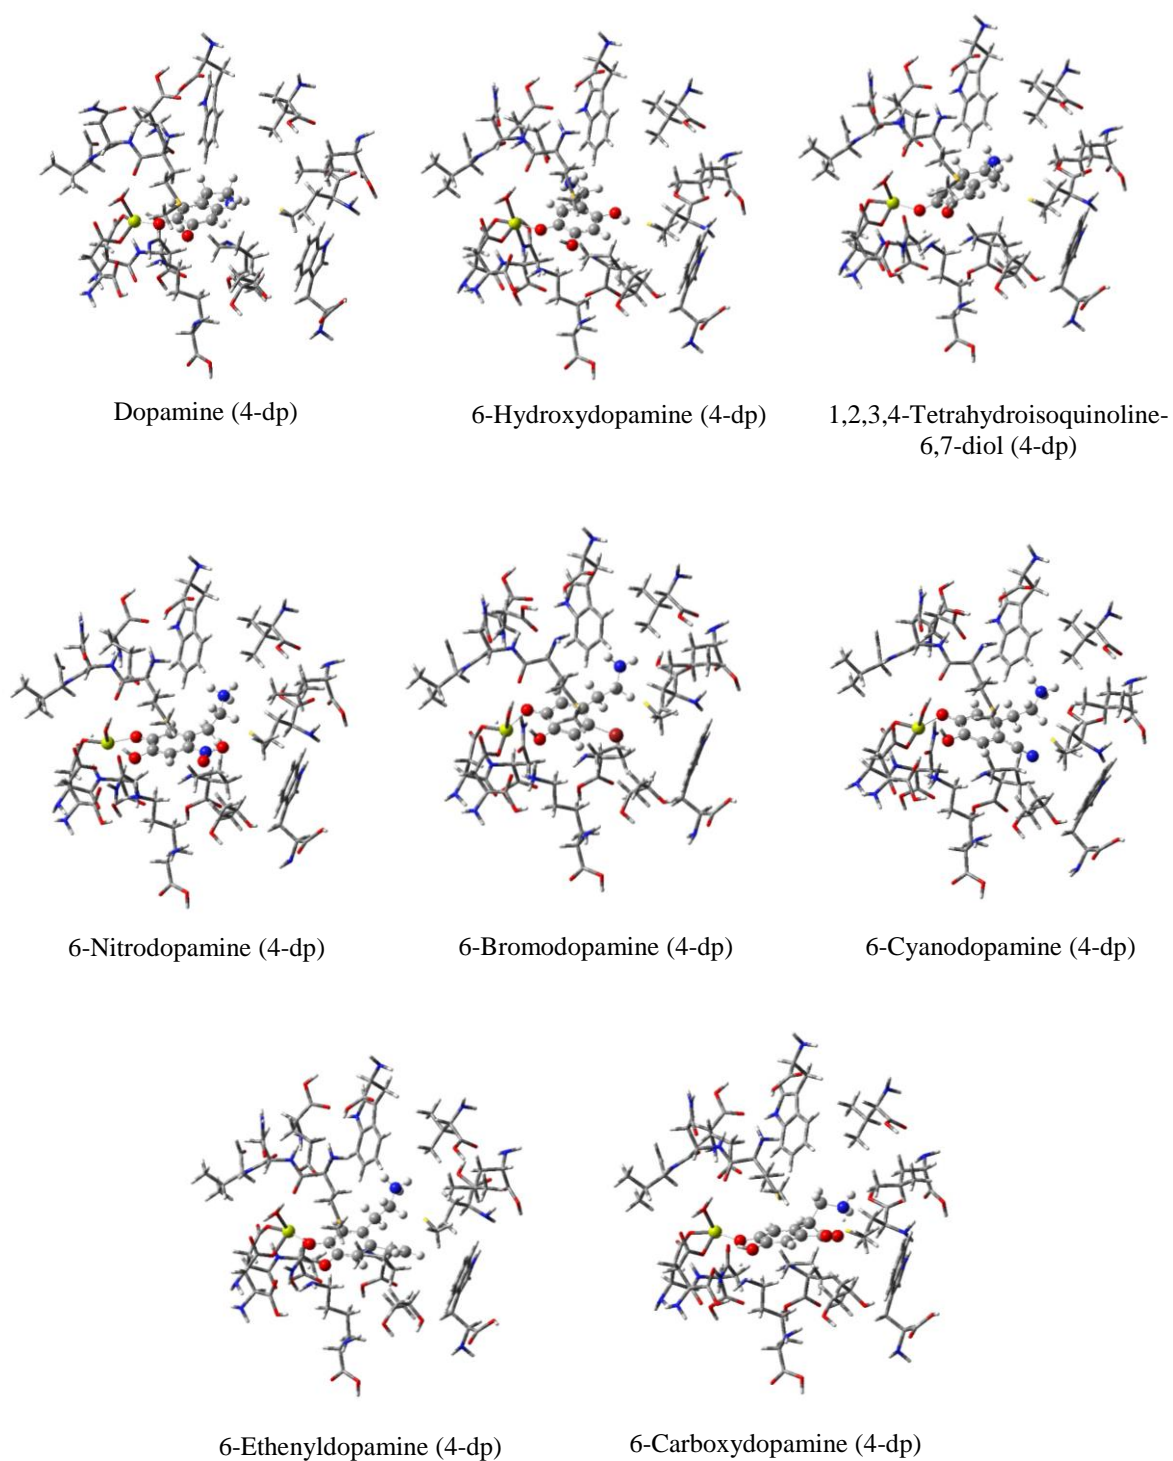 Dopamine (4-dp)
6-Hydroxydopamine (4-dp)
1,2,3,4-Tetrahydroisoquinoline-
6,7-diol (4-dp)
6-Nitrodopamine (4-dp)
6-Bromodopamine (4-dp)
6-Cyanodopamine (4-dp)
6-Ethenyldopamine (4-dp)
6-Carboxydopamine (4-dp)